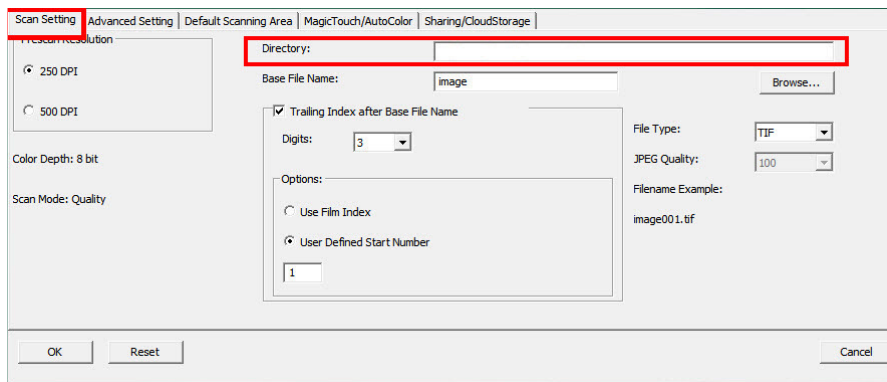 Scan Setting Advanced Setting Default Scanning Area MagicTouch/AutoColor Sharing/CloudStorage
Prescan Resolution
250 DPI
500 DPI
Color Depth: 8 bit
Scan Mode: Quality
Directory:
Base File Name: image Browse...
Trailing Index after Base File Name
Digits: 3
Options:
Use Film Index
User Defined Start Number
1
File Type: TIF
JPEG Quality: 100
Filename Example:
image001.tif
OK Reset Cancel